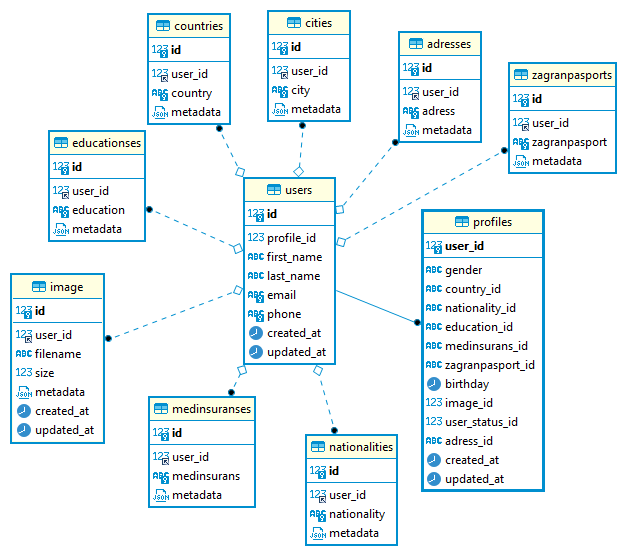 countries
123 id
123 user_id
ABC country
JSON metadata
cities
123 id
123 user_id
ABC city
JSON metadata
adresses
123 id
123 user_id
ABC adress
JSON metadata
zagranpasports
123 id
123 user_id
ABC zagranpasport
JSON metadata
educationses
123 id
123 user_id
ABC education
JSON metadata
users
123 id
123 profile_id
ABC first_name
ABC last_name
ABC email
ABC phone
created_at
updated_at
profiles
123 user_id
ABC gender
ABC country_id
ABC nationality_id
ABC education_id
ABC medinsurans_id
ABC zagranpasport_id
birthday
123 image_id
123 user_status_id
ABC adress_id
created_at
updated_at
image
123 id
123 user_id
ABC filename
123 size
JSON metadata
created_at
updated_at
medinsuranses
123 id
123 user_id
ABC medinsurans
JSON metadata
nationalities
123 id
123 user_id
ABC nationality
JSON metadata